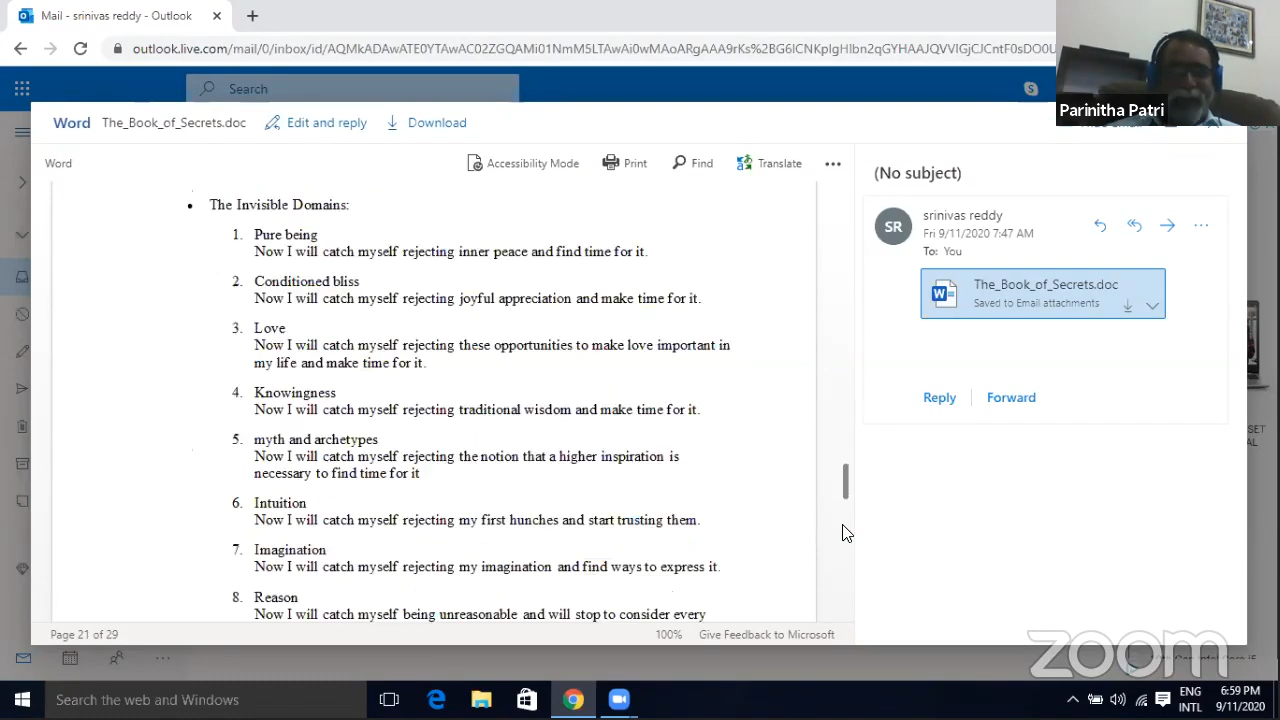 Mail - srinivas reddy - Outlook
outlook.live.com/mail/0/inbox/id/
Search
Parinitha Patri
Word The_Book_of_Secrets.doc Edit and reply Download
Word Accessibility Mode Print Find Translate
The Invisible Domains:
1. Pure being
Now I will catch myself rejecting inner peace and find time for it.
2. Conditioned bliss
Now I will catch myself rejecting joyful appreciation and make time for it.
3. Love
Now I will catch myself rejecting these opportunities to make love important in
my life and make time for it.
4. Knowingness
Now I will catch myself rejecting traditional wisdom and make time for it.
5. myth and archetypes
Now I will catch myself rejecting the notion that a higher inspiration is
necessary to find time for it
6. Intuition
Now I will catch myself rejecting my first hunches and start trusting them.
7. Imagination
Now I will catch myself rejecting my imagination and find ways to express it.
8. Reason
Now I will catch myself being unreasonable and will stop to consider every
Page 21 of 29 100% Give Feedback to Microsoft
(No subject)
SR
srinivas reddy
Fri 9/11/2020 7:47 AM
To: You
The_Book_of_Secrets.doc
Saved to Email attachments
Reply Forward
zoom
Search the web and Windows
ENG
INTL
6:59 PM
9/11/2020